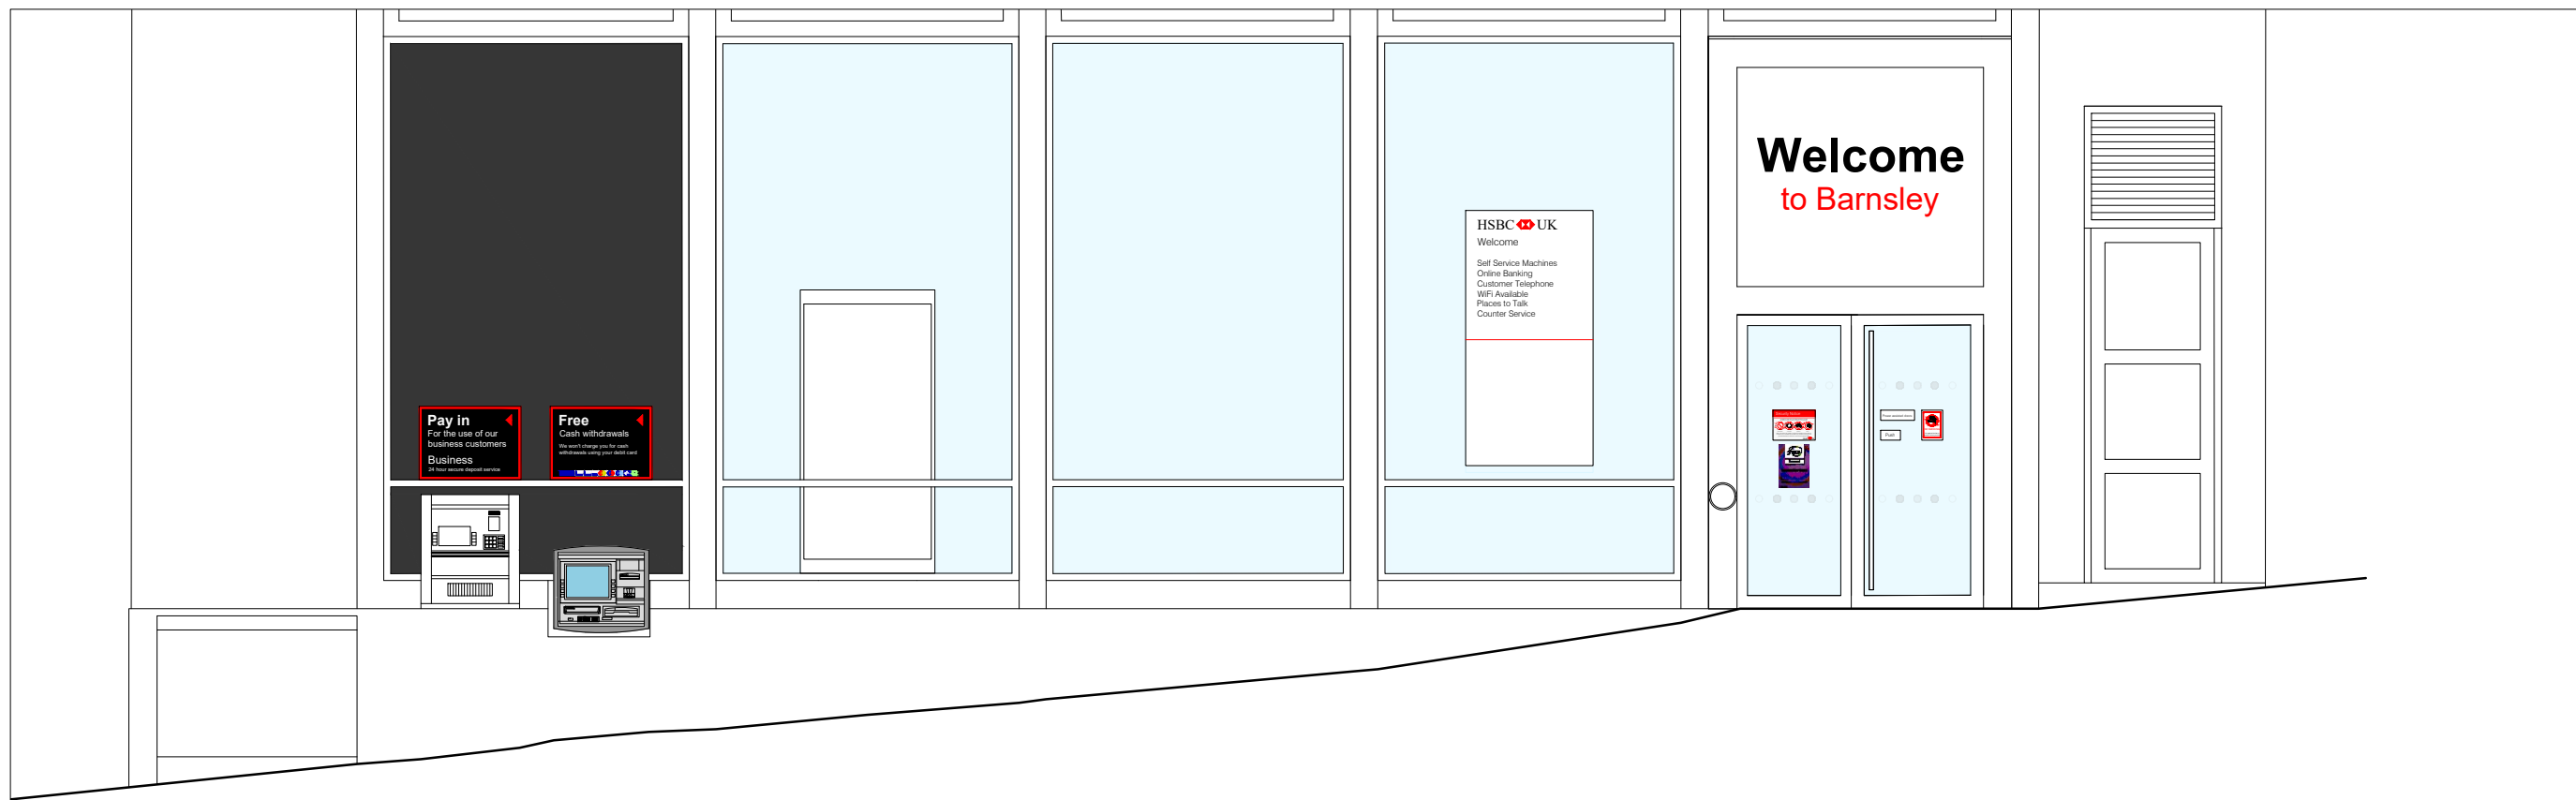 Pay in
For the use of our
business customers
Business
24 hour secure deposit service
Free
Cash withdrawals
We won't charge you for cash
withdrawals using your debit card
HSBC UK
Welcome
Self Service Machines
Online Banking
Customer Telephone
WiFi Available
Places to Talk
Counter Service
Welcome
to Barnsley
Push